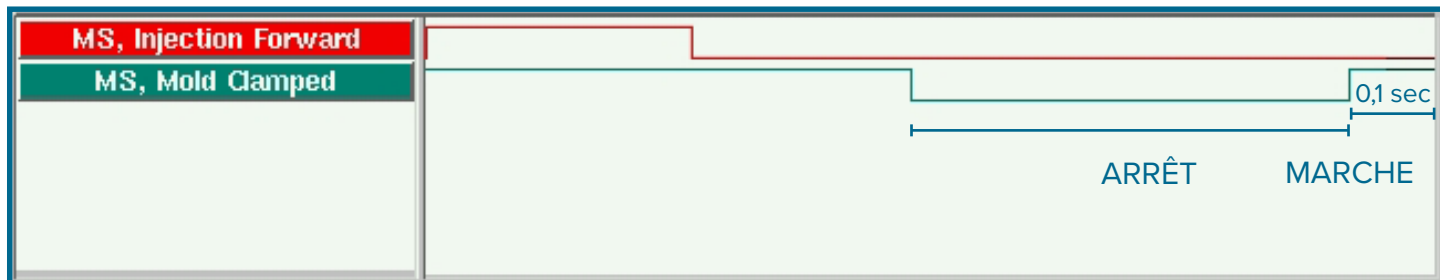 MS, Injection Forward
MS, Mold Clamped
0,1 sec
ARRÊT
MARCHE